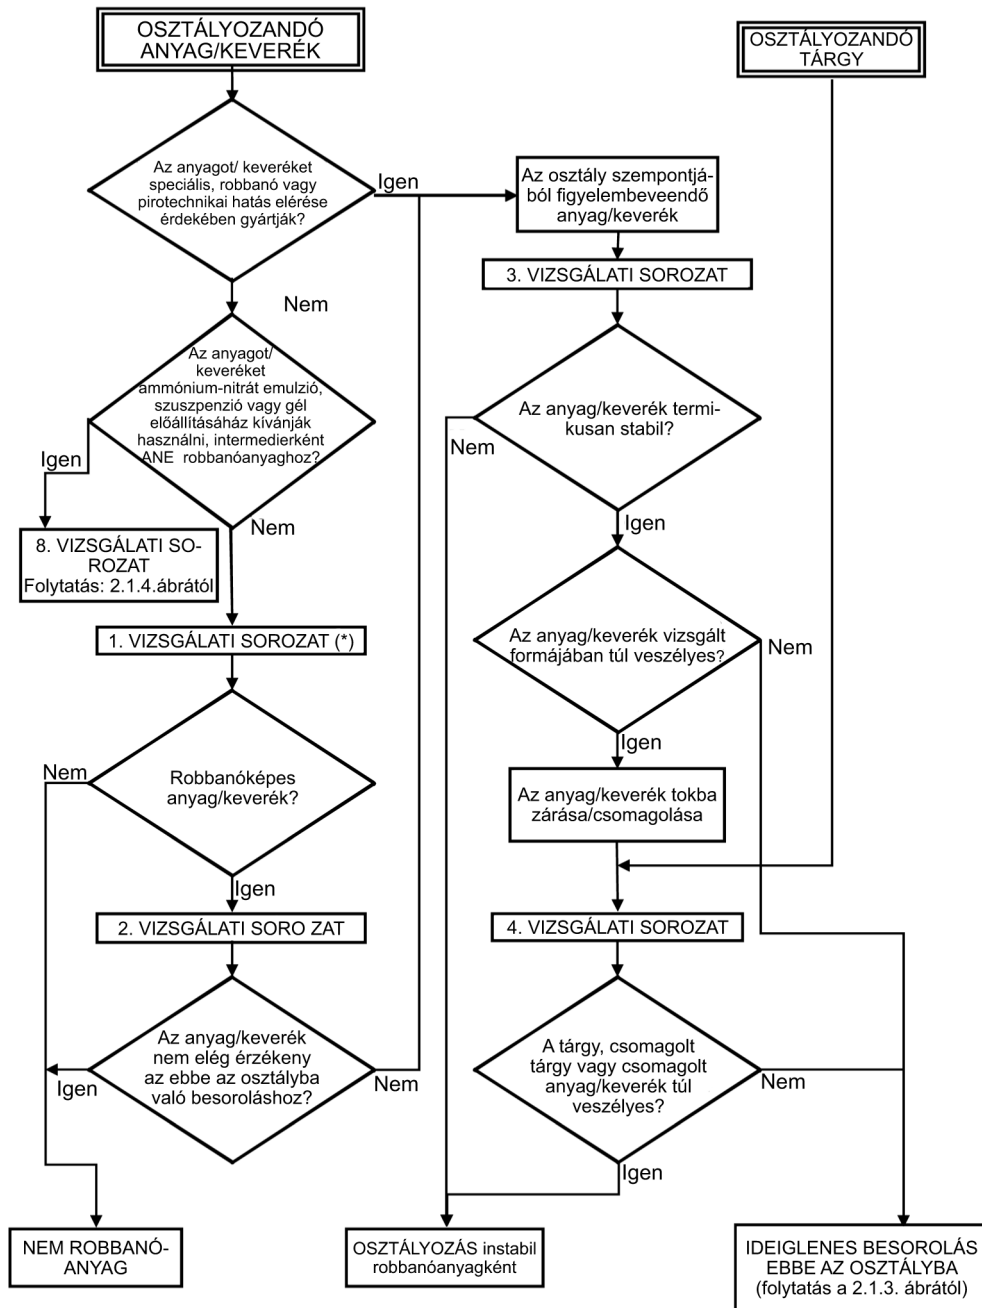 OSZTÁLYOZANDÓ
ANYAG/KEVERÉK
OSZTÁLYOZANDÓ
TÁRGY
Az anyagot/ keveréket
speciális, robbanó vagy
pirotechnikai hatás elérése
érdekében gyártják?
Igen
Az osztály szempontjá-
ból figyelembeveendő
anyag/keverék
3. VIZSGÁLATI SOROZAT
Nem
Az anyagot/
keveréket
ammónium-nitrát emulzió,
szuszpenzió vagy gél
előállításáház kívánják
használni, intermedierként
ANE robbanóanyaghoz?
Igen
Nem
8. VIZSGÁLATI SO-
ROZAT
Folytatás: 2.1.4.ábrától
Az anyag/keverék termi-
kusan stabil?
Nem
Igen
1. VIZSGÁLATI SOROZAT (*)
Az anyag/keverék vizsgált
formájában túl veszélyes?
Nem
Igen
Robbanóképes
anyag/keverék?
Nem
Igen
Az anyag/keverék tokba
zárása/csomagolása
2. VIZSGÁLATI SORO ZAT
4. VIZSGÁLATI SOROZAT
Az anyag/keverék
nem elég érzékeny
az ebbe az osztályba
való besoroláshoz?
Igen
Nem
A tárgy, csomagolt
tárgy vagy csomagolt
anyag/keverék túl
veszélyes?
Nem
Igen
NEM ROBBANÓ-
ANYAG
OSZTÁLYOZÁS instabil
robbanóanyagként
IDEIGLENES BESOROLÁS
EBBE AZ OSZTÁLYBA
(folytatás a 2.1.3. ábrától)